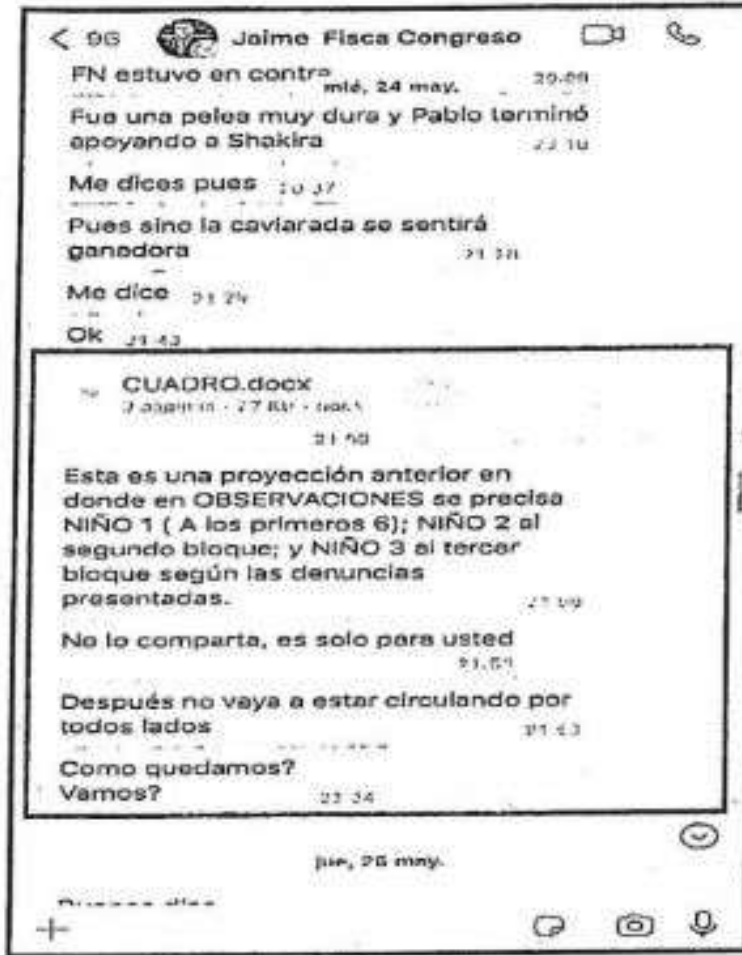 < 96 Jaime Fisca Congreso
FN estuvo en contra
mié, 24 may.
Fue una pelea muy dura y Pablo terminó
apoyando a Shakira
Me dices pues
Pues sino la caviarada se sentirá
ganadora
Me dice 21:24
Ok 21:43
CUADRO.docx
Esta es una proyección anterior en
donde en OBSERVACIONES se precisa
NIÑO 1 ( A los primeros 6); NIÑO 2 al
segundo bloque; y NIÑO 3 al tercer
bloque según las denuncias
presentadas.
No lo comparta, es solo para usted
Después no vaya a estar circulando por
todos lados
Como quedamos?
Vamos?
jue, 25 may.